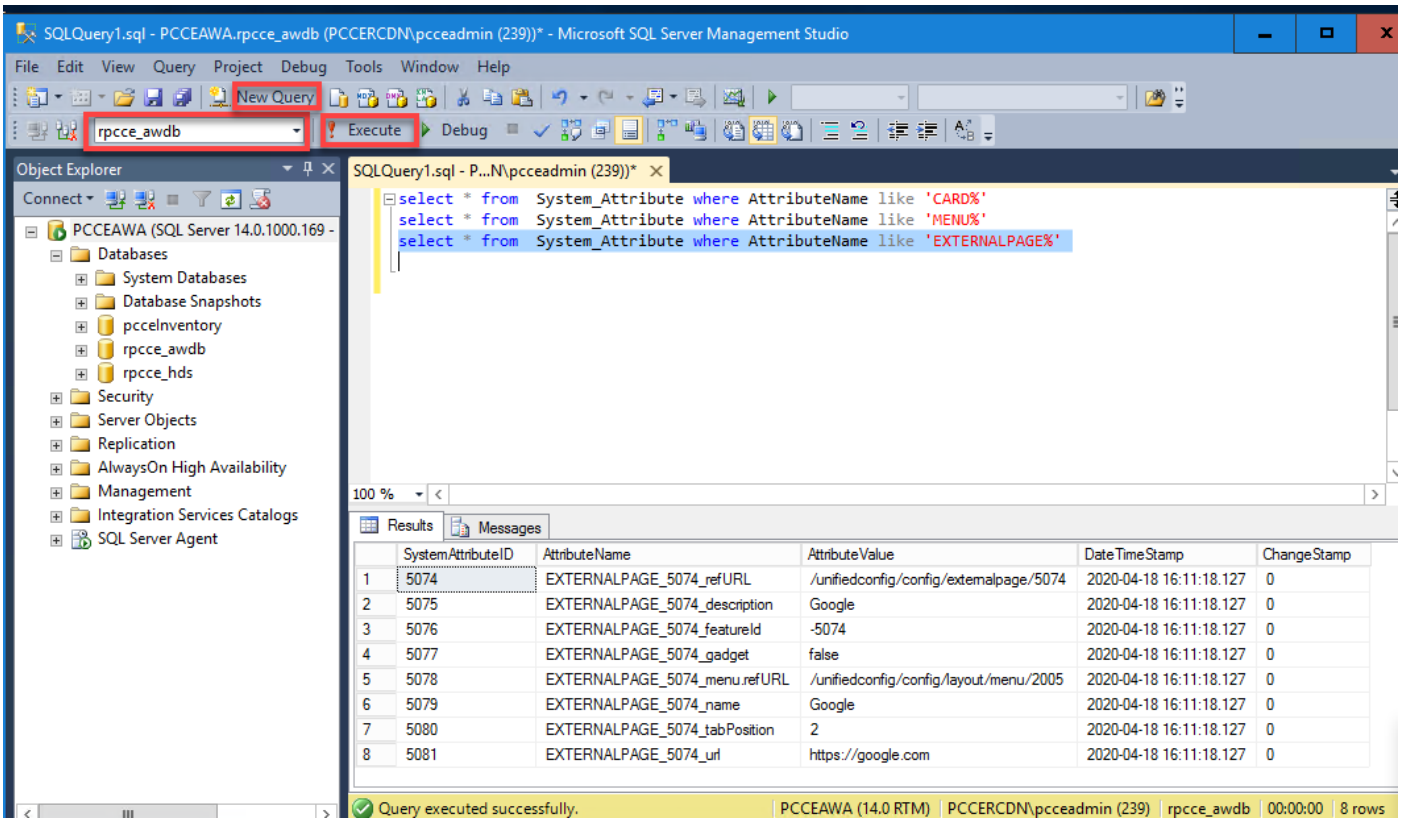 SQLQuery1.sql - PCCEAWA.rpcce_awdb (PCCERCDN\pcceadmin (239))* - Microsoft SQL Server Management Studio
File Edit View Query Project Debug Tools Window Help
New Query
rpcce_awdb Execute Debug
Object Explorer
SQLQuery1.sql - P...N\pcceadmin (239))*
Connect
PCCEAWA (SQL Server 14.0.1000.169 -
Databases
System Databases
Database Snapshots
pcceInventory
rpcce_awdb
rpcce_hds
Security
Server Objects
Replication
AlwaysOn High Availability
Management
Integration Services Catalogs
SQL Server Agent
select * from System_Attribute where AttributeName like 'CARD%'
select * from System_Attribute where AttributeName like 'MENU%'
select * from System_Attribute where AttributeName like 'EXTERNALPAGE%'
100 %
Results Messages
SystemAttributeID AttributeName AttributeValue DateTimeStamp ChangeStamp
1 5074 EXTERNALPAGE_5074_refURL /unifiedconfig/config/externalpage/5074 2020-04-18 16:11:18.127 0
2 5075 EXTERNALPAGE_5074_description Google 2020-04-18 16:11:18.127 0
3 5076 EXTERNALPAGE_5074_featureId -5074 2020-04-18 16:11:18.127 0
4 5077 EXTERNALPAGE_5074_gadget false 2020-04-18 16:11:18.127 0
5 5078 EXTERNALPAGE_5074_menu.refURL /unifiedconfig/config/layout/menu/2005 2020-04-18 16:11:18.127 0
6 5079 EXTERNALPAGE_5074_name Google 2020-04-18 16:11:18.127 0
7 5080 EXTERNALPAGE_5074_tabPosition 2 2020-04-18 16:11:18.127 0
8 5081 EXTERNALPAGE_5074_url https://google.com 2020-04-18 16:11:18.127 0
Query executed successfully. PCCEAWA (14.0 RTM) PCCERCDN\pcceadmin (239) rpcce_awdb 00:00:00 8 rows